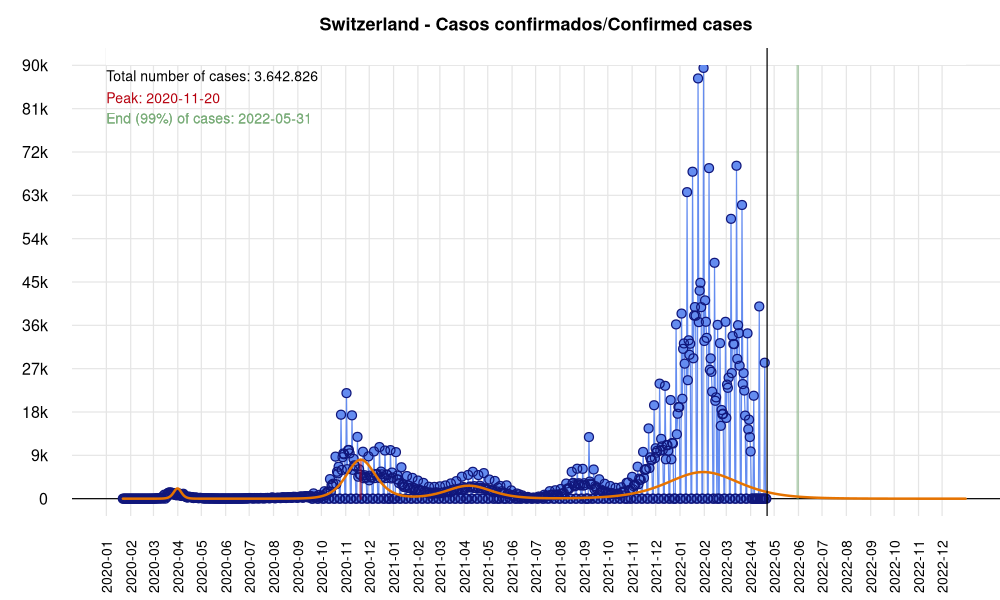 Switzerland - Casos confirmados/Confirmed cases
Total number of cases: 3.642.826
Peak: 2020-11-20
End (99%) of cases: 2022-05-31
90k
81k
72k
63k
54k
45k
36k
27k
18k
9k
0
2020-01
2020-02
2020-03
2020-04
2020-05
2020-06
2020-07
2020-08
2020-09
2020-10
2020-11
2020-12
2021-01
2021-02
2021-03
2021-04
2021-05
2021-06
2021-07
2021-08
2021-09
2021-10
2021-11
2021-12
2022-01
2022-02
2022-03
2022-04
2022-05
2022-06
2022-07
2022-08
2022-09
2022-10
2022-11
2022-12